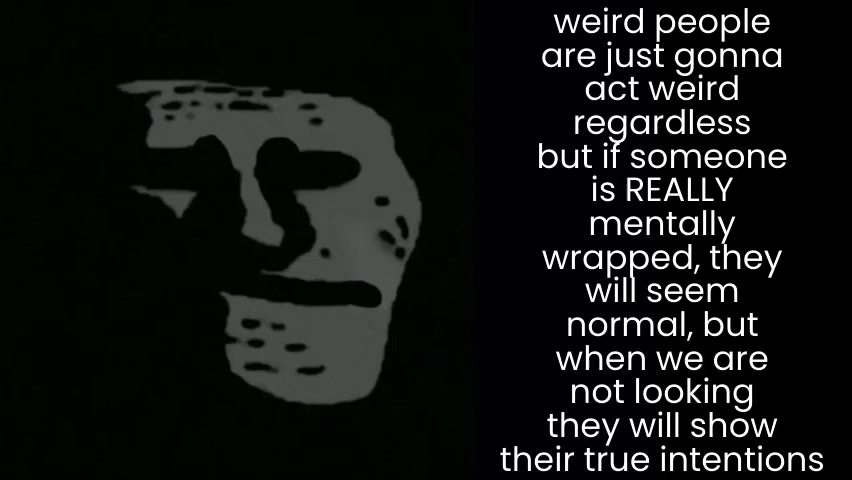 weird people
are just gonna
act weird
regardless
but if someone
is REALLY
mentally
wrapped, they
will seem
normal, but
when we are
not looking
they will show
their true intentions